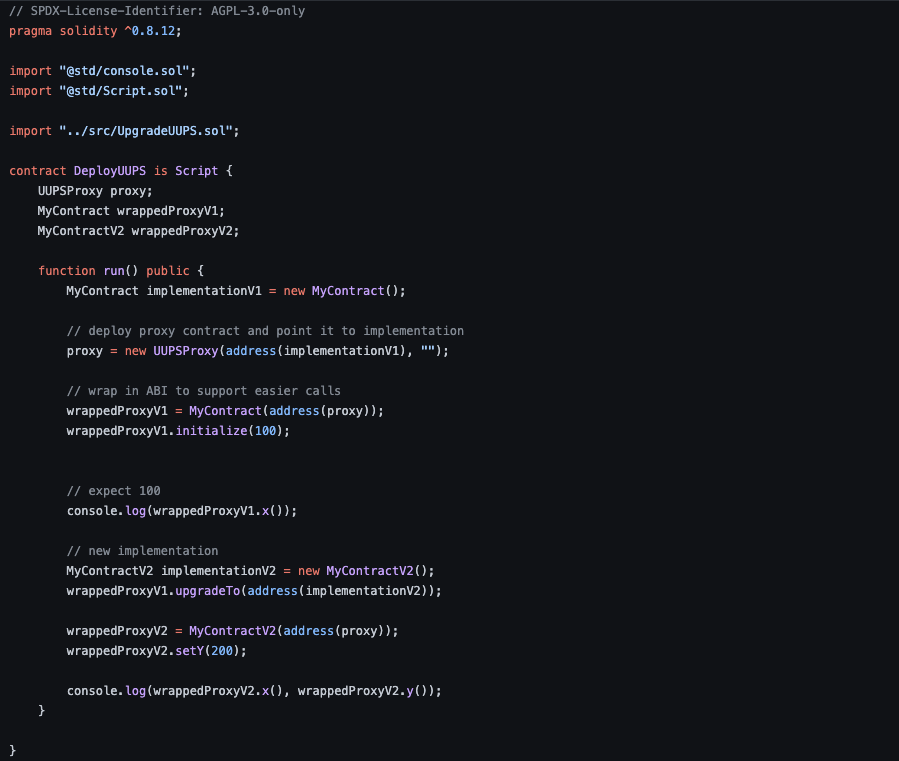 // SPDX-License-Identifier: AGPL-3.0-only
pragma solidity ^0.8.12;

import "@std/console.sol";
import "@std/Script.sol";

import "../src/UpgradeUUPS.sol";

contract DeployUUPS is Script {
    UUPSProxy proxy;
    MyContract wrappedProxyV1;
    MyContractV2 wrappedProxyV2;

    function run() public {
        MyContract implementationV1 = new MyContract();

        // deploy proxy contract and point it to implementation
        proxy = new UUPSProxy(address(implementationV1), "");

        // wrap in ABI to support easier calls
        wrappedProxyV1 = MyContract(address(proxy));
        wrappedProxyV1.initialize(100);


        // expect 100
        console.log(wrappedProxyV1.x());

        // new implementation
        MyContractV2 implementationV2 = new MyContractV2();
        wrappedProxyV1.upgradeTo(address(implementationV2));

        wrappedProxyV2 = MyContractV2(address(proxy));
        wrappedProxyV2.setY(200);

        console.log(wrappedProxyV2.x(), wrappedProxyV2.y());
    }

}